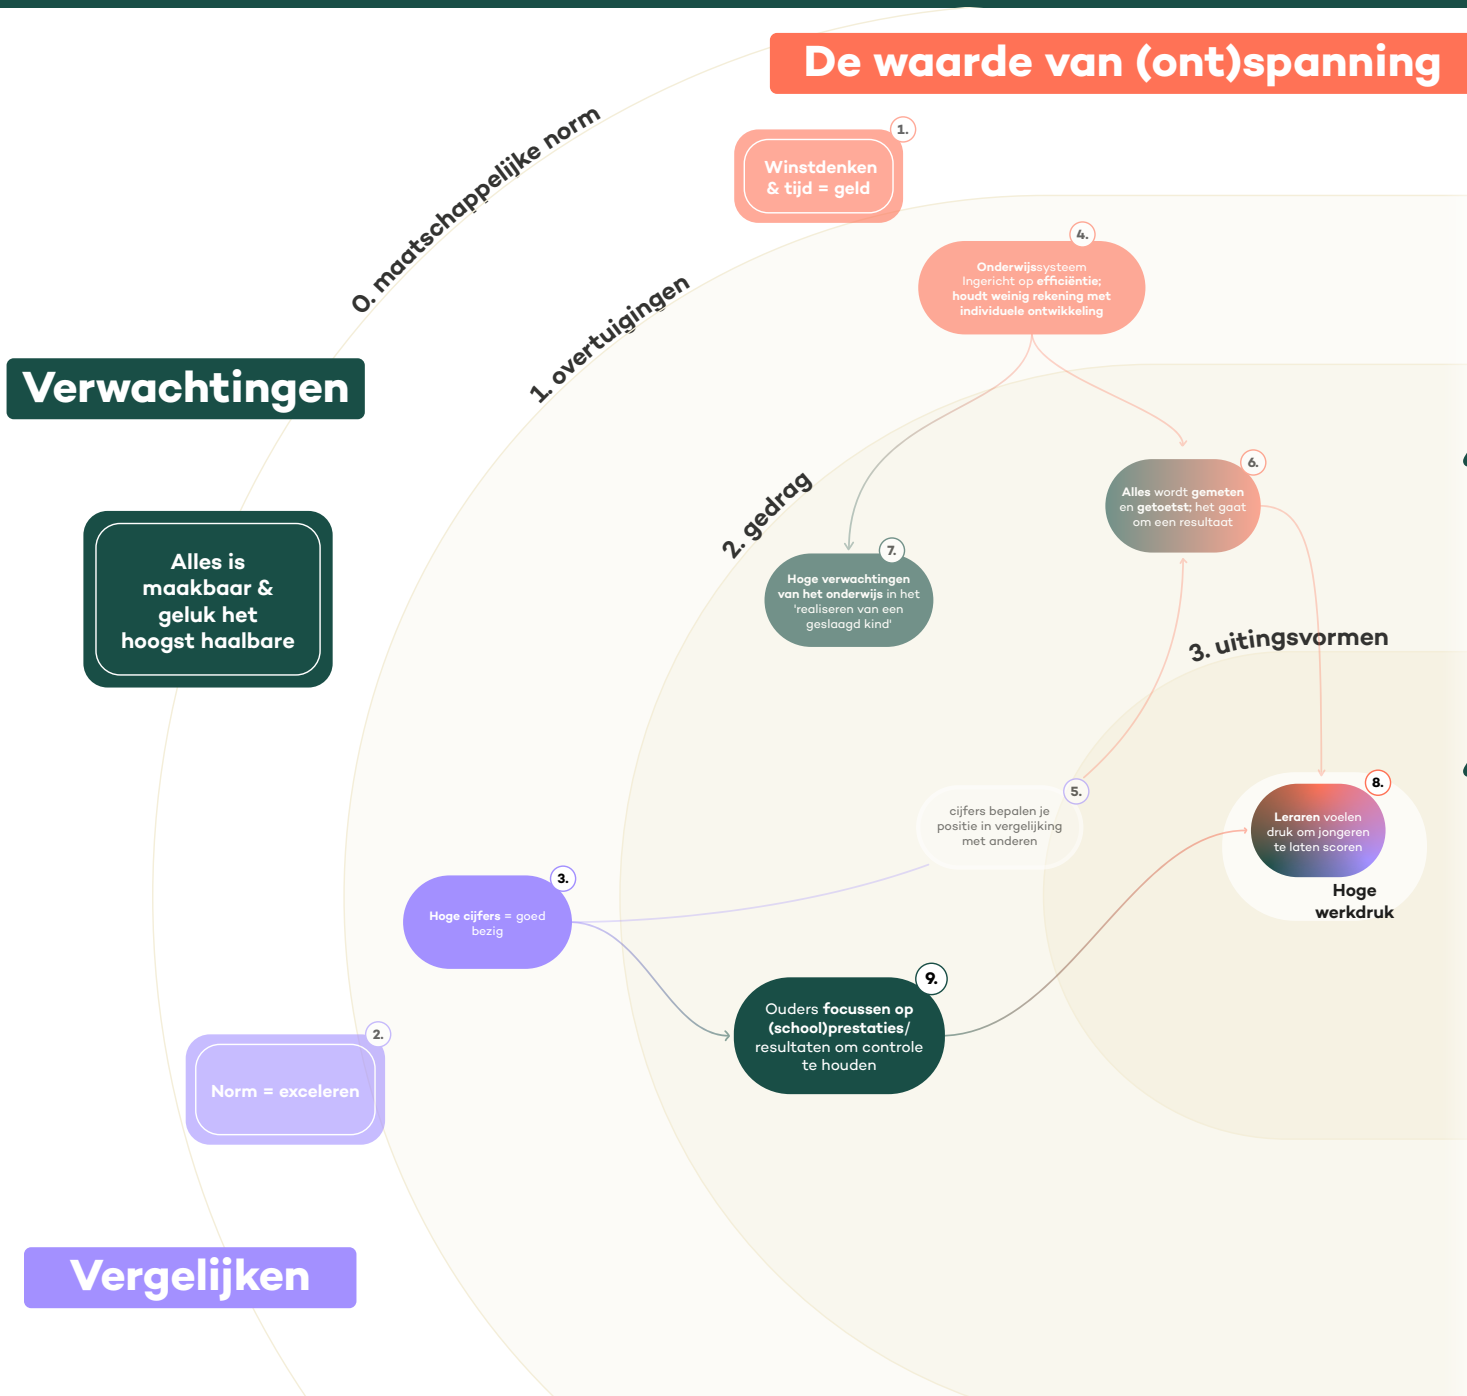 De waarde van (ont)spanning
0. maatschappelijke norm
1.
Winstdenken
& tijd = geld
4.
Onderwijssysteem
Ingericht op efficiëntie;
houdt weinig rekening met
individuele ontwikkeling
1. overtuigingen
Verwachtingen
Alles is
maakbaar &
geluk het
hoogst haalbare
2. gedrag
6.
Alles wordt gemeten
en getoetst; het gaat
om een resultaat
7.
Hoge verwachtingen
van het onderwijs in het
'realiseren van een
geslaagd kind'
3. uitingsvormen
5.
cijfers bepalen je
positie in vergelijking
met anderen
8.
Leraren voelen
druk om jongeren
te laten scoren
Hoge
werkdruk
3.
Hoge cijfers = goed
bezig
9.
Ouders focussen op
(school)prestaties/
resultaten om controle
te houden
2.
Norm = exceleren
Vergelijken